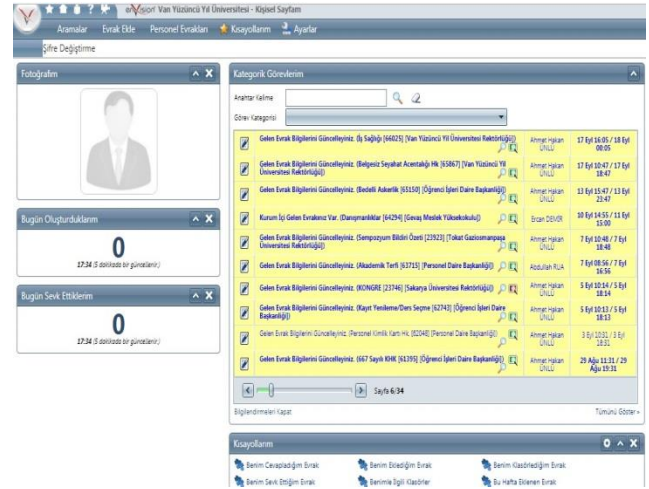 enVision Van Yüzüncü Yıl Üniversitesi - Kişisel Sayfam
Aramalar Evrak Ekle Personel Evrakları Kısayollarım Ayarlar
Şifre Değiştirme
Fotoğrafım
Bugün Oluşturduklarım
0
17:34 (5 dakikada bir güncellenir.)
Bugün Sevk Ettiklerim
0
17:34 (5 dakikada bir güncellenir.)
Kategorik Görevlerim
Anahtar Kelime
Görev Kategorisi
Gelen Evrak Bilgilerini Güncelleyiniz. (İş Sağlığı [66025] [Van Yüzüncü Yıl Üniversitesi Rektörlüğü]) Ahmet Hakan ÜNLÜ 17 Eyl 16:05 / 18 Eyl 00:05
Gelen Evrak Bilgilerini Güncelleyiniz. (Belgesiz Seyahat Acentalığı Hk [65867] [Van Yüzüncü Yıl Üniversitesi Rektörlüğü]) Ahmet Hakan ÜNLÜ 17 Eyl 10:47 / 17 Eyl 18:47
Gelen Evrak Bilgilerini Güncelleyiniz. (Bedelli Askerlik [65150] [Öğrenci İşleri Daire Başkanlığı]) Ahmet Hakan ÜNLÜ 13 Eyl 15:47 / 13 Eyl 23:47
Kurum İçi Gelen Evrakınız Var. (Danışmanlıklar [64294] [Gevaş Meslek Yüksekokulu]) Ercan DEMİR 10 Eyl 14:55 / 11 Eyl 15:00
Gelen Evrak Bilgilerini Güncelleyiniz. (Sempozyum Bildiri Özeti [23923] [Tokat Gaziosmanpaşa Üniversitesi Rektörlüğü]) Ahmet Hakan ÜNLÜ 7 Eyl 10:48 / 7 Eyl 18:48
Gelen Evrak Bilgilerini Güncelleyiniz. (Akademik Terfi [63715] [Personel Daire Başkanlığı]) Abdullah RUA 7 Eyl 08:56 / 7 Eyl 16:56
Gelen Evrak Bilgilerini Güncelleyiniz. (KONGRE [23746] [Sakarya Üniversitesi Rektörlüğü]) Ahmet Hakan ÜNLÜ 5 Eyl 10:14 / 5 Eyl 18:14
Gelen Evrak Bilgilerini Güncelleyiniz. (Kayıt Yenileme/Ders Seçme [62743] [Öğrenci İşleri Daire Başkanlığı]) Ahmet Hakan ÜNLÜ 5 Eyl 10:13 / 5 Eyl 18:13
Gelen Evrak Bilgilerini Güncelleyiniz. (Personel Kimlik Kartı Hk. [62048] [Personel Daire Başkanlığı]) Ahmet Hakan ÜNLÜ 3 Eyl 10:31 / 3 Eyl 18:31
Gelen Evrak Bilgilerini Güncelleyiniz. (667 Sayılı KHK [61395] [Öğrenci İşleri Daire Başkanlığı]) Ahmet Hakan ÜNLÜ 29 Ağu 11:31 / 29 Ağu 19:31
Sayfa 6/34
Bilgilendirmeleri Kapat Tümünü Göster »
Kısayollarım
Benim Cevapladığım Evrak Benim Eklediğim Evrak Benim Klasörlediğim Evrak
Benim Sevk Ettiğim Evrak Benimle İlgili Klasörler Bu Hafta Eklenen Evrak